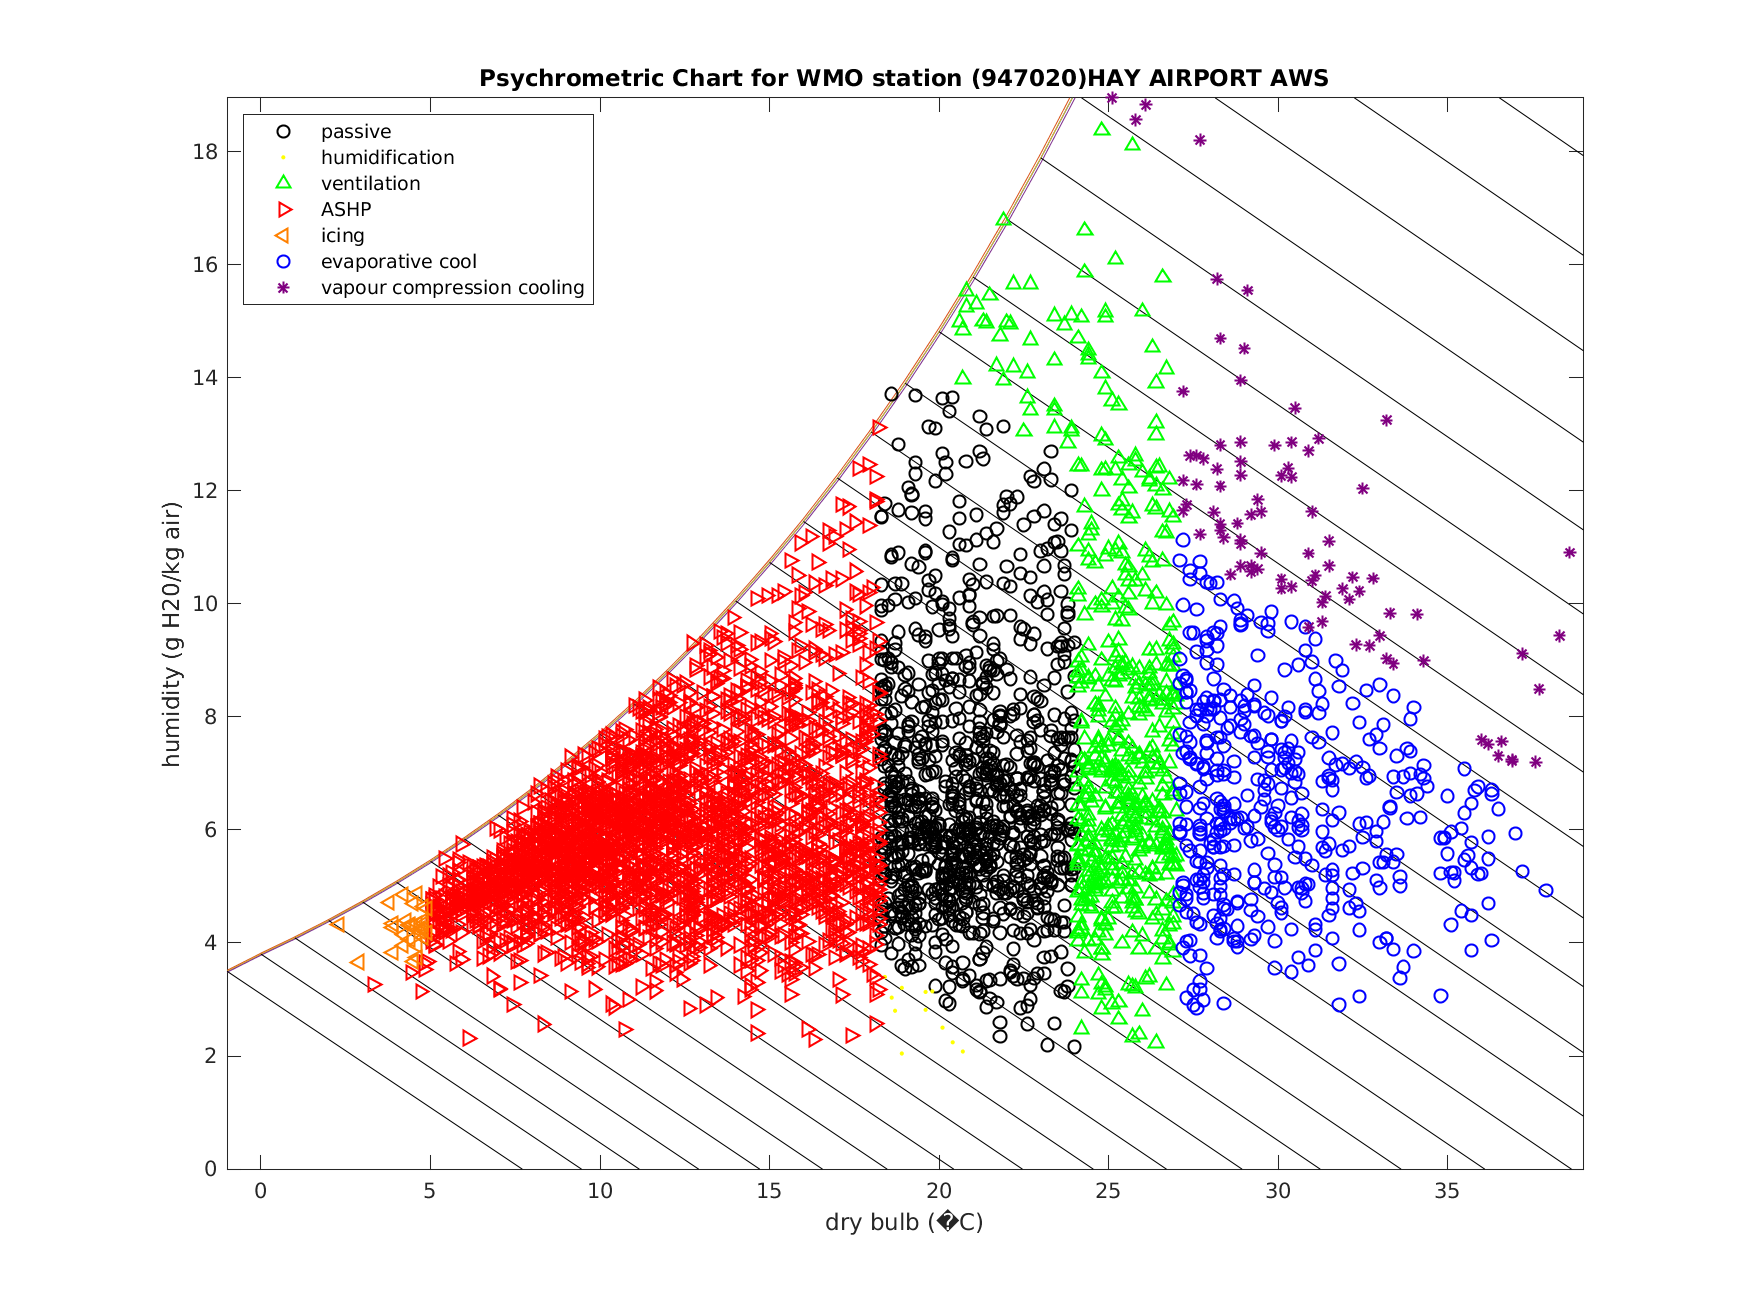 Psychrometric Chart for WMO station (947020)HAY AIRPORT AWS
passive
humidification
ventilation
ASHP
icing
evaporative cool
vapour compression cooling
humidity (g H20/kg air)
18
16
14
12
10
8
6
4
2
0
0 5 10 15 20 25 30 35
dry bulb (�C)